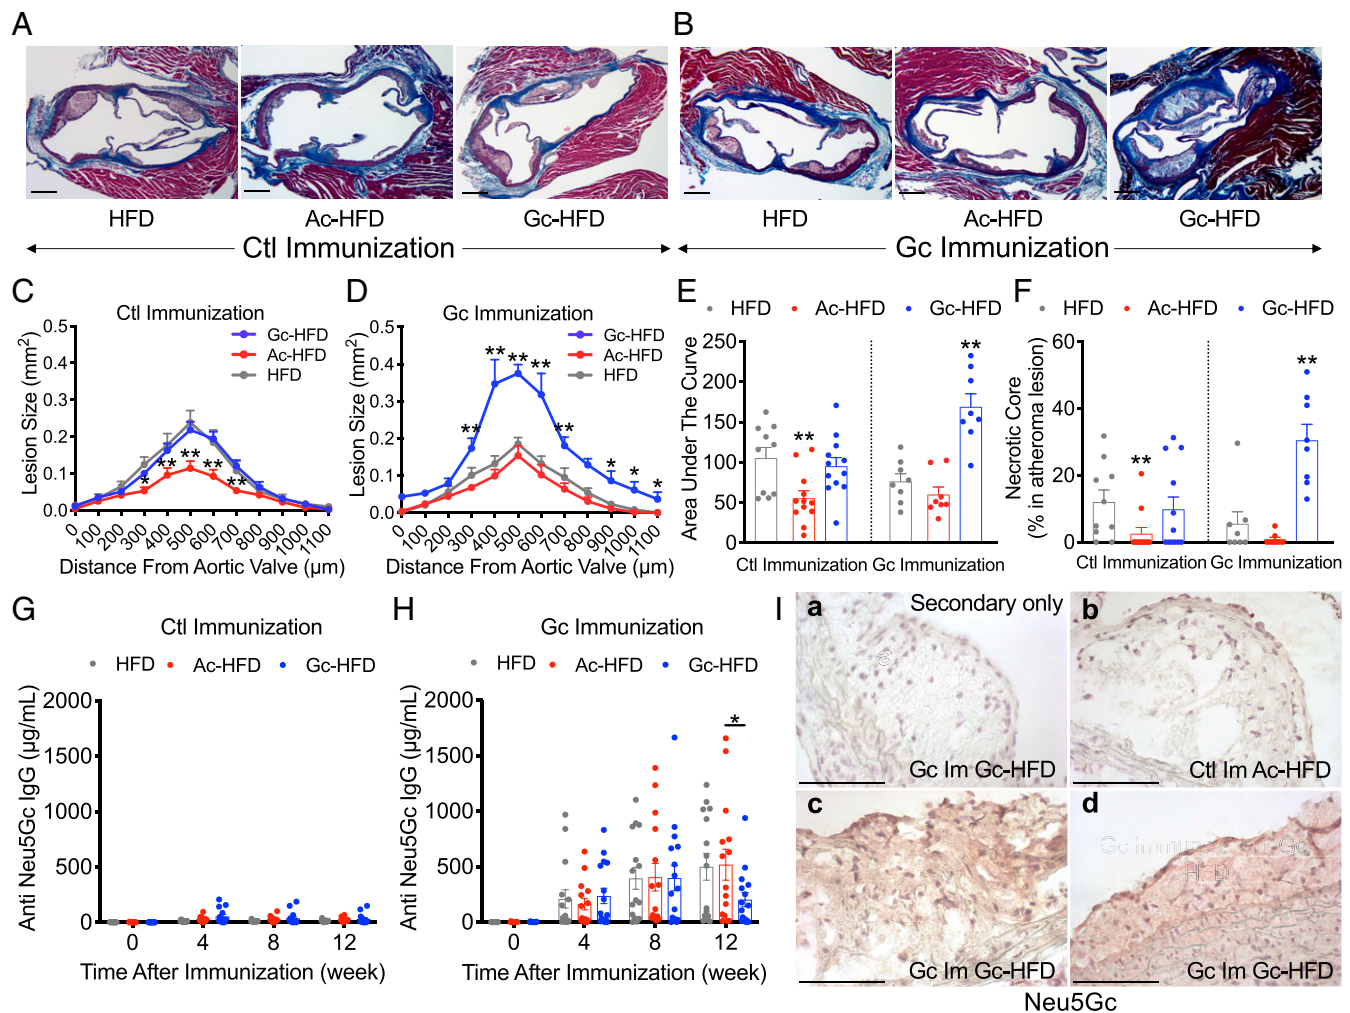 A
B
HFD
Ac-HFD
Gc-HFD
HFD
Ac-HFD
Gc-HFD
Ctl Immunization
Gc Immunization
C
Ctl Immunization
Gc-HFD
Ac-HFD
HFD
Lesion Size (mm²)
0.5
0.4
0.3
0.2
0.1
0.0
** ** ** * **
0
100
200
300
400
500
600
700
800
900
1000
1100
Distance From Aortic Valve (µm)
D
Gc Immunization
Gc-HFD
Ac-HFD
HFD
Lesion Size (mm²)
0.5
0.4
0.3
0.2
0.1
0.0
** ** ** ** ** * * *
0
100
200
300
400
500
600
700
800
900
1000
1100
Distance From Aortic Valve (µm)
E
HFD
Ac-HFD
Gc-HFD
Area Under The Curve
250
200
150
100
50
0
**
**
Ctl Immunization
Gc Immunization
F
HFD
Ac-HFD
Gc-HFD
Necrotic Core
(% in atheroma lesion)
60
40
20
0
**
**
Ctl Immunization
Gc Immunization
G
Ctl Immunization
HFD
Ac-HFD
Gc-HFD
Anti Neu5Gc IgG (µg/mL)
2000
1500
1000
500
0
0
4
8
12
Time After Immunization (week)
H
Gc Immunization
HFD
Ac-HFD
Gc-HFD
Anti Neu5Gc IgG (µg/mL)
2000
1500
1000
500
0
*
0
4
8
12
Time After Immunization (week)
I
a
Secondary only
Gc Im Gc-HFD
b
Ctl Im Ac-HFD
c
Gc Im Gc-HFD
d
HFD
Gc Im Gc-HFD
Neu5Gc